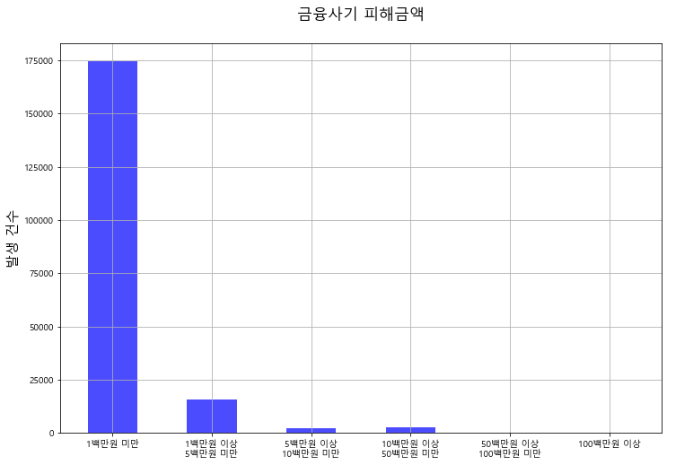 금융사기 피해금액
발생 건수
175000
150000
125000
100000
75000
50000
25000
0
1백만원 미만
1백만원 이상
5백만원 미만
5백만원 이상
10백만원 미만
10백만원 이상
50백만원 미만
50백만원 이상
100백만원 미만
100백만원 이상